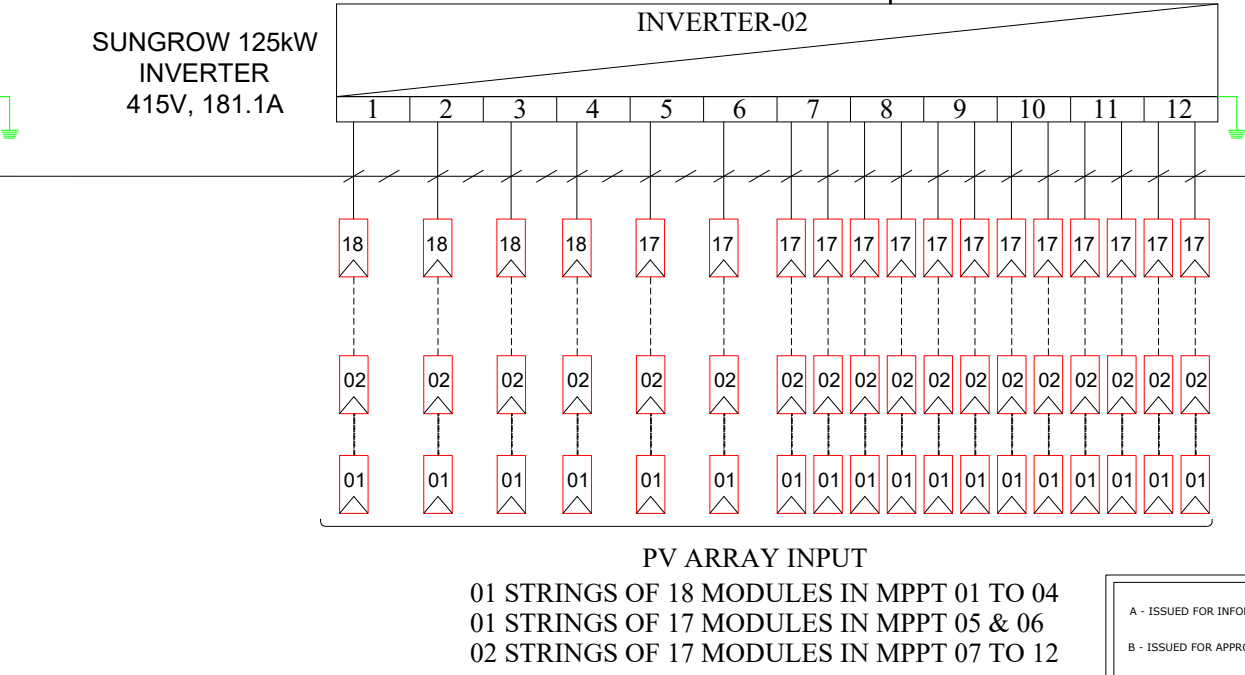 INVERTER-02
SUNGROW 125kW
INVERTER
415V, 181.1A
1 2 3 4 5 6 7 8 9 10 11 12
18 18 18 18 17 17 17 17 17 17 17 17 17 17 17 17 17 17
02 02 02 02 02 02 02 02 02 02 02 02 02 02 02 02 02 02
01 01 01 01 01 01 01 01 01 01 01 01 01 01 01 01 01 01
PV ARRAY INPUT
01 STRINGS OF 18 MODULES IN MPPT 01 TO 04
01 STRINGS OF 17 MODULES IN MPPT 05 & 06
02 STRINGS OF 17 MODULES IN MPPT 07 TO 12
A - ISSUED FOR
B - ISSUED FOR